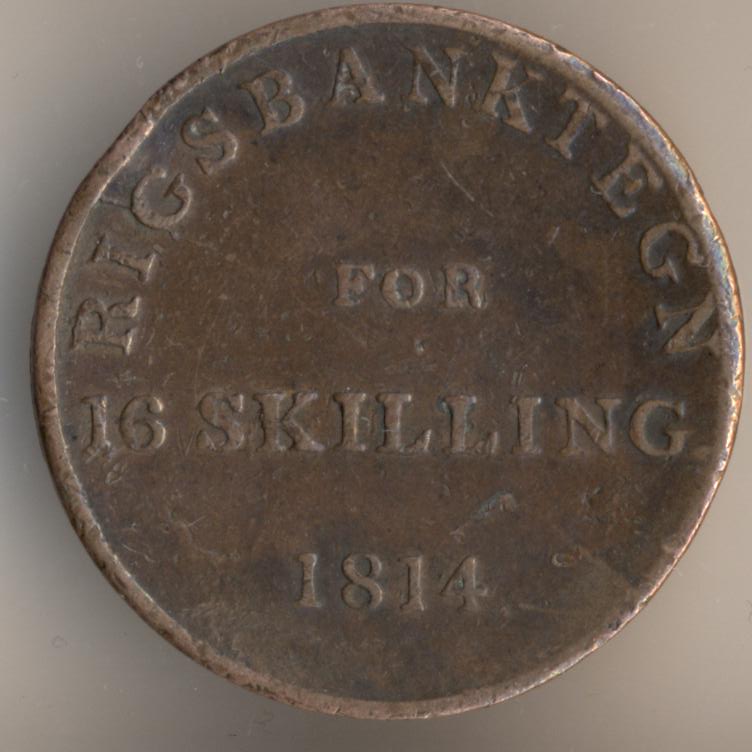 RIGSBANKTEGN
FOR
16 SKILLING
1814